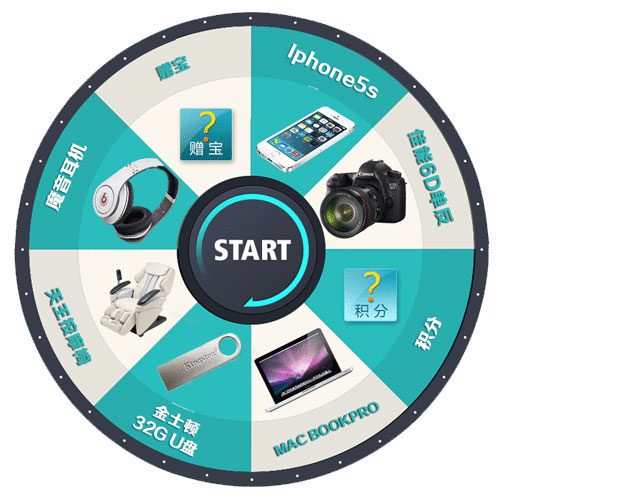 Iphone5s
佳能6D单反
Canon
积分
积分
MAC BOOKPRO
Kingston
金士顿
32G U盘
天王按摩椅
魔音耳机
赠宝
赠宝
START